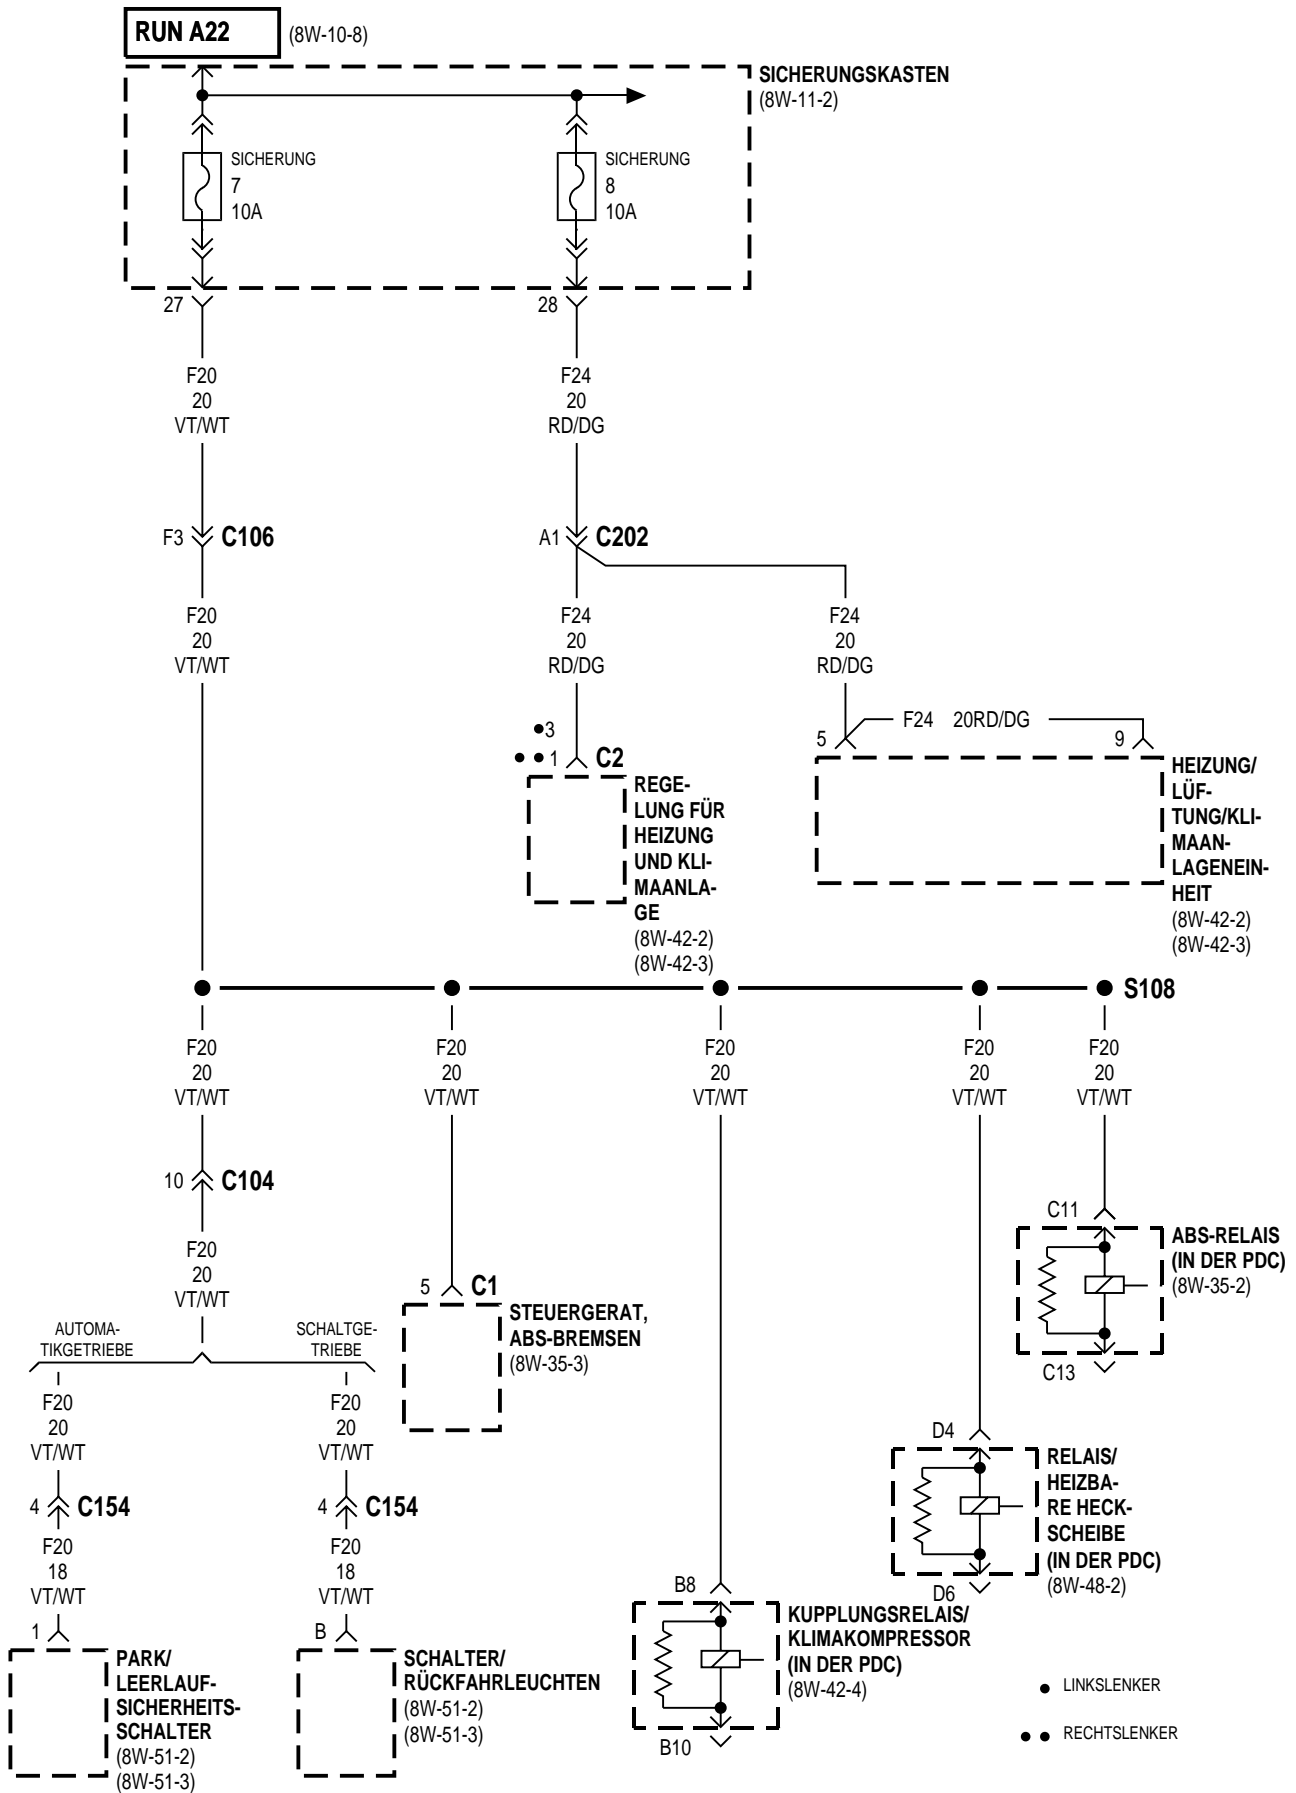 RUN A22
(8W-10-8)
SICHERUNGSKASTEN
(8W-11-2)
SICHERUNG
7
10A
SICHERUNG
8
10A
27
28
F20
20
VT/WT
F24
20
RD/DG
F3
C106
A1
C202
F20
20
VT/WT
F24
20
RD/DG
F24
20
RD/DG
3
1
C2
5
F24 20RD/DG
9
REGE-
LUNG FÜR
HEIZUNG
UND KLI-
MAANLA-
GE
(8W-42-2)
(8W-42-3)
HEIZUNG/
LÜF-
TUNG/KLI-
MAAN-
LAGENEIN-
HEIT
(8W-42-2)
(8W-42-3)
S108
F20
20
VT/WT
F20
20
VT/WT
F20
20
VT/WT
F20
20
VT/WT
F20
20
VT/WT
10
C104
F20
20
VT/WT
C11
ABS-RELAIS
(IN DER PDC)
(8W-35-2)
C13
5
C1
STEUERGERAT,
ABS-BREMSEN
(8W-35-3)
AUTOMA-
TIKGETRIEBE
SCHALTGE-
TRIEBE
F20
20
VT/WT
F20
20
VT/WT
4
C154
4
C154
F20
18
VT/WT
F20
18
VT/WT
D4
RELAIS/
HEIZBA-
RE HECK-
SCHEIBE
(IN DER PDC)
(8W-48-2)
D6
B8
KUPPLUNGSRELAIS/
KLIMAKOMPRESSOR
(IN DER PDC)
(8W-42-4)
B10
1
PARK/
LEERLAUF-
SICHERHEITS-
SCHALTER
(8W-51-2)
(8W-51-3)
B
SCHALTER/
RÜCKFAHRLEUCHTEN
(8W-51-2)
(8W-51-3)
LINKSLENKER
RECHTSLENKER